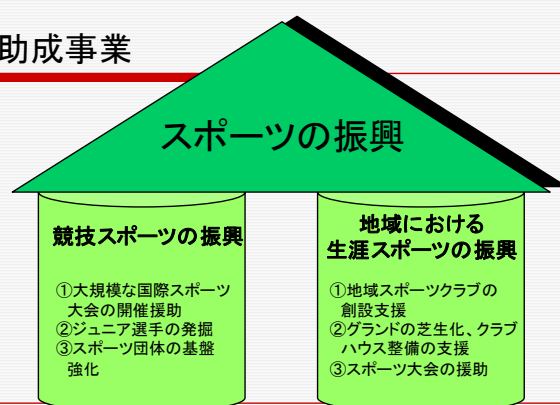 助成事業
スポーツの振興
競技スポーツの振興
①大規模な国際スポーツ
大会の開催援助
②ジュニア選手の発掘
③スポーツ団体の基盤
強化
地域における
生涯スポーツの振興
①地域スポーツクラブの
創設支援
②グランドの芝生化、クラブ
ハウス整備の支援
③スポーツ大会の援助